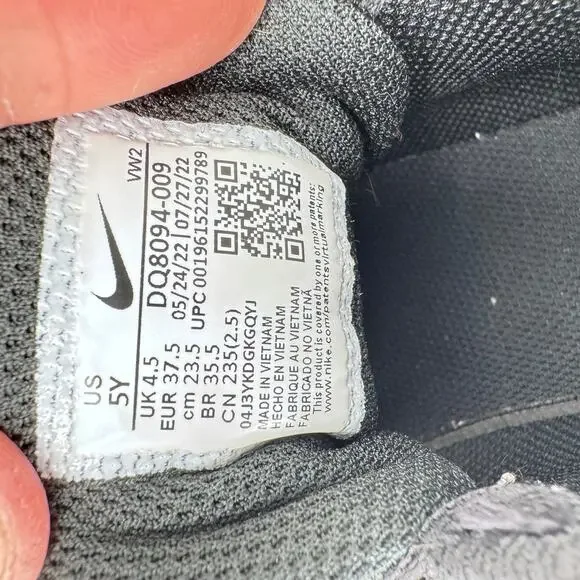 VW2
DQ8094-009
05/24/22 | 07/27/22
UPC 00196152299789
US
5Y
UK 4.5
EUR 37.5
cm 23.5
BR 35.5
CN 235(2.5)
04J3YKDGKGQYJ
MADE IN VIETNAM
HECHO EN VIETNAM
FABRIQUE AU VIETNAM
FABRICADO NO VIETNÃ
This product is covered by one or more patents:
www.nike.com/patentsvirtualmarking